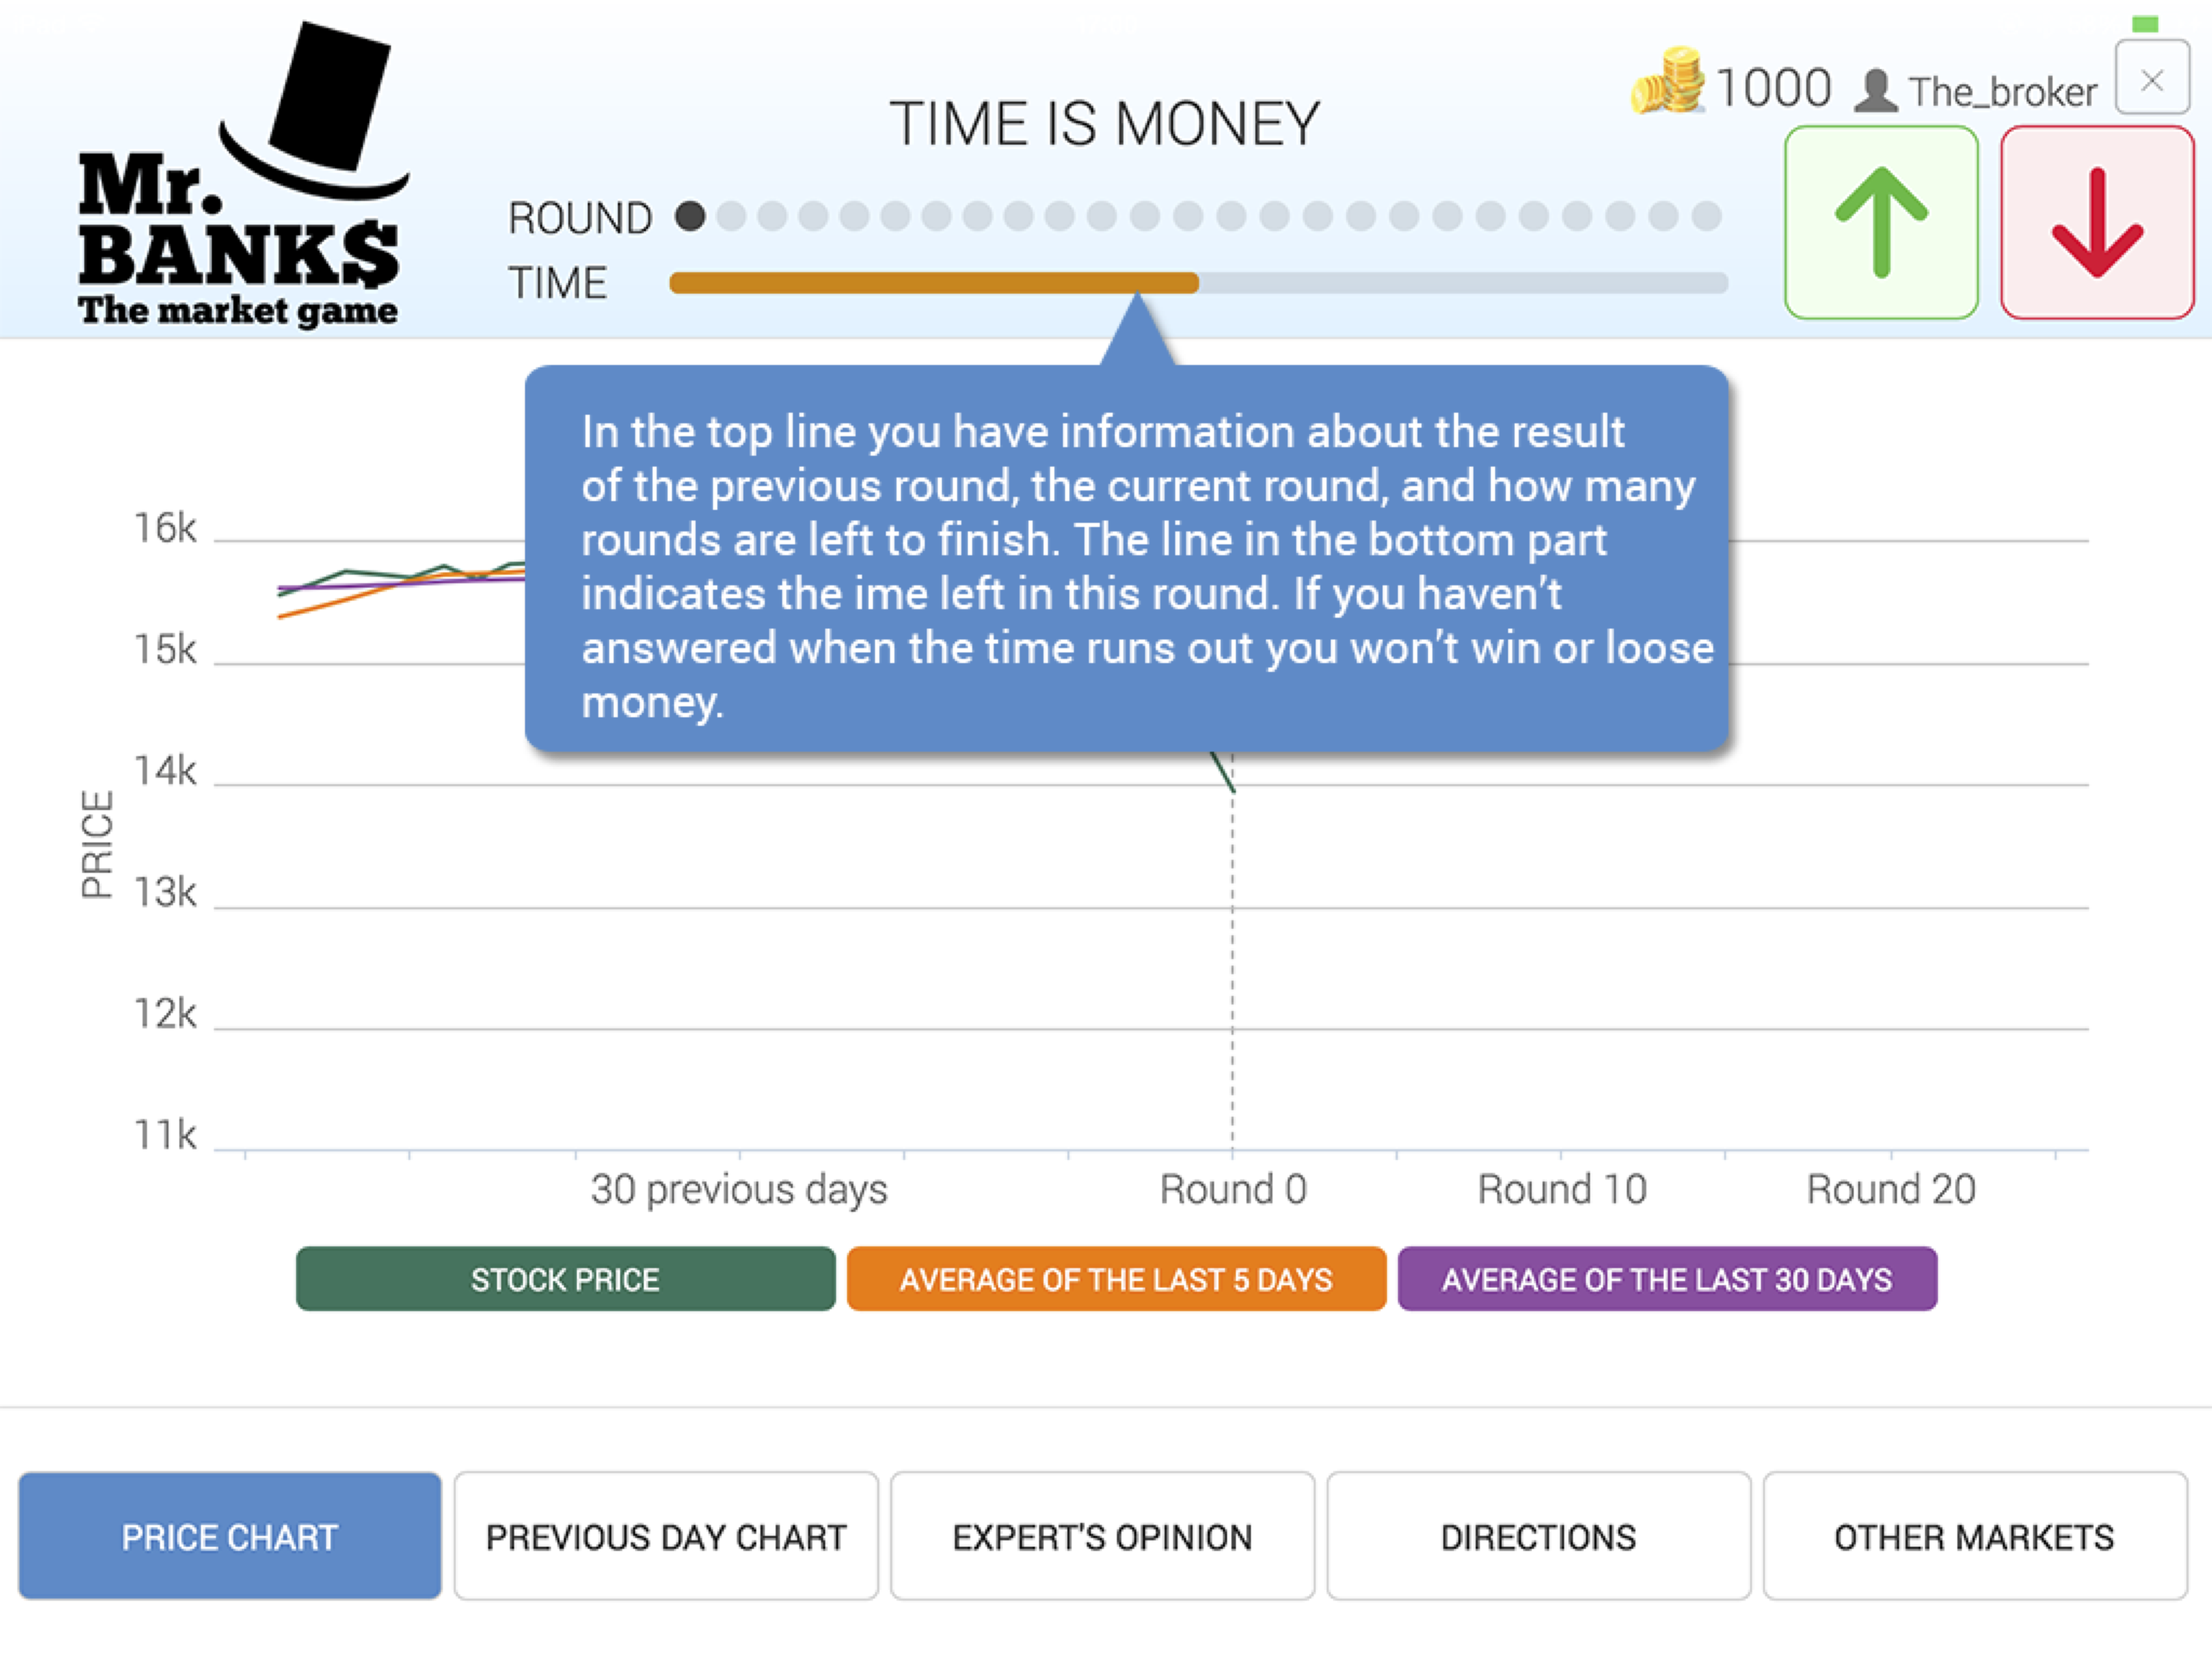 1000 The_broker
TIME IS MONEY
Mr.
BANK$
The market game
ROUND
TIME
In the top line you have information about the result
of the previous round, the current round, and how many
rounds are left to finish. The line in the bottom part
indicates the ime left in this round. If you haven't
answered when the time runs out you won't win or loose
money.
16k
15k
14k
13k
12k
11k
PRICE
30 previous days Round 0 Round 10 Round 20
STOCK PRICE AVERAGE OF THE LAST 5 DAYS AVERAGE OF THE LAST 30 DAYS
PRICE CHART PREVIOUS DAY CHART EXPERT'S OPINION DIRECTIONS OTHER MARKETS